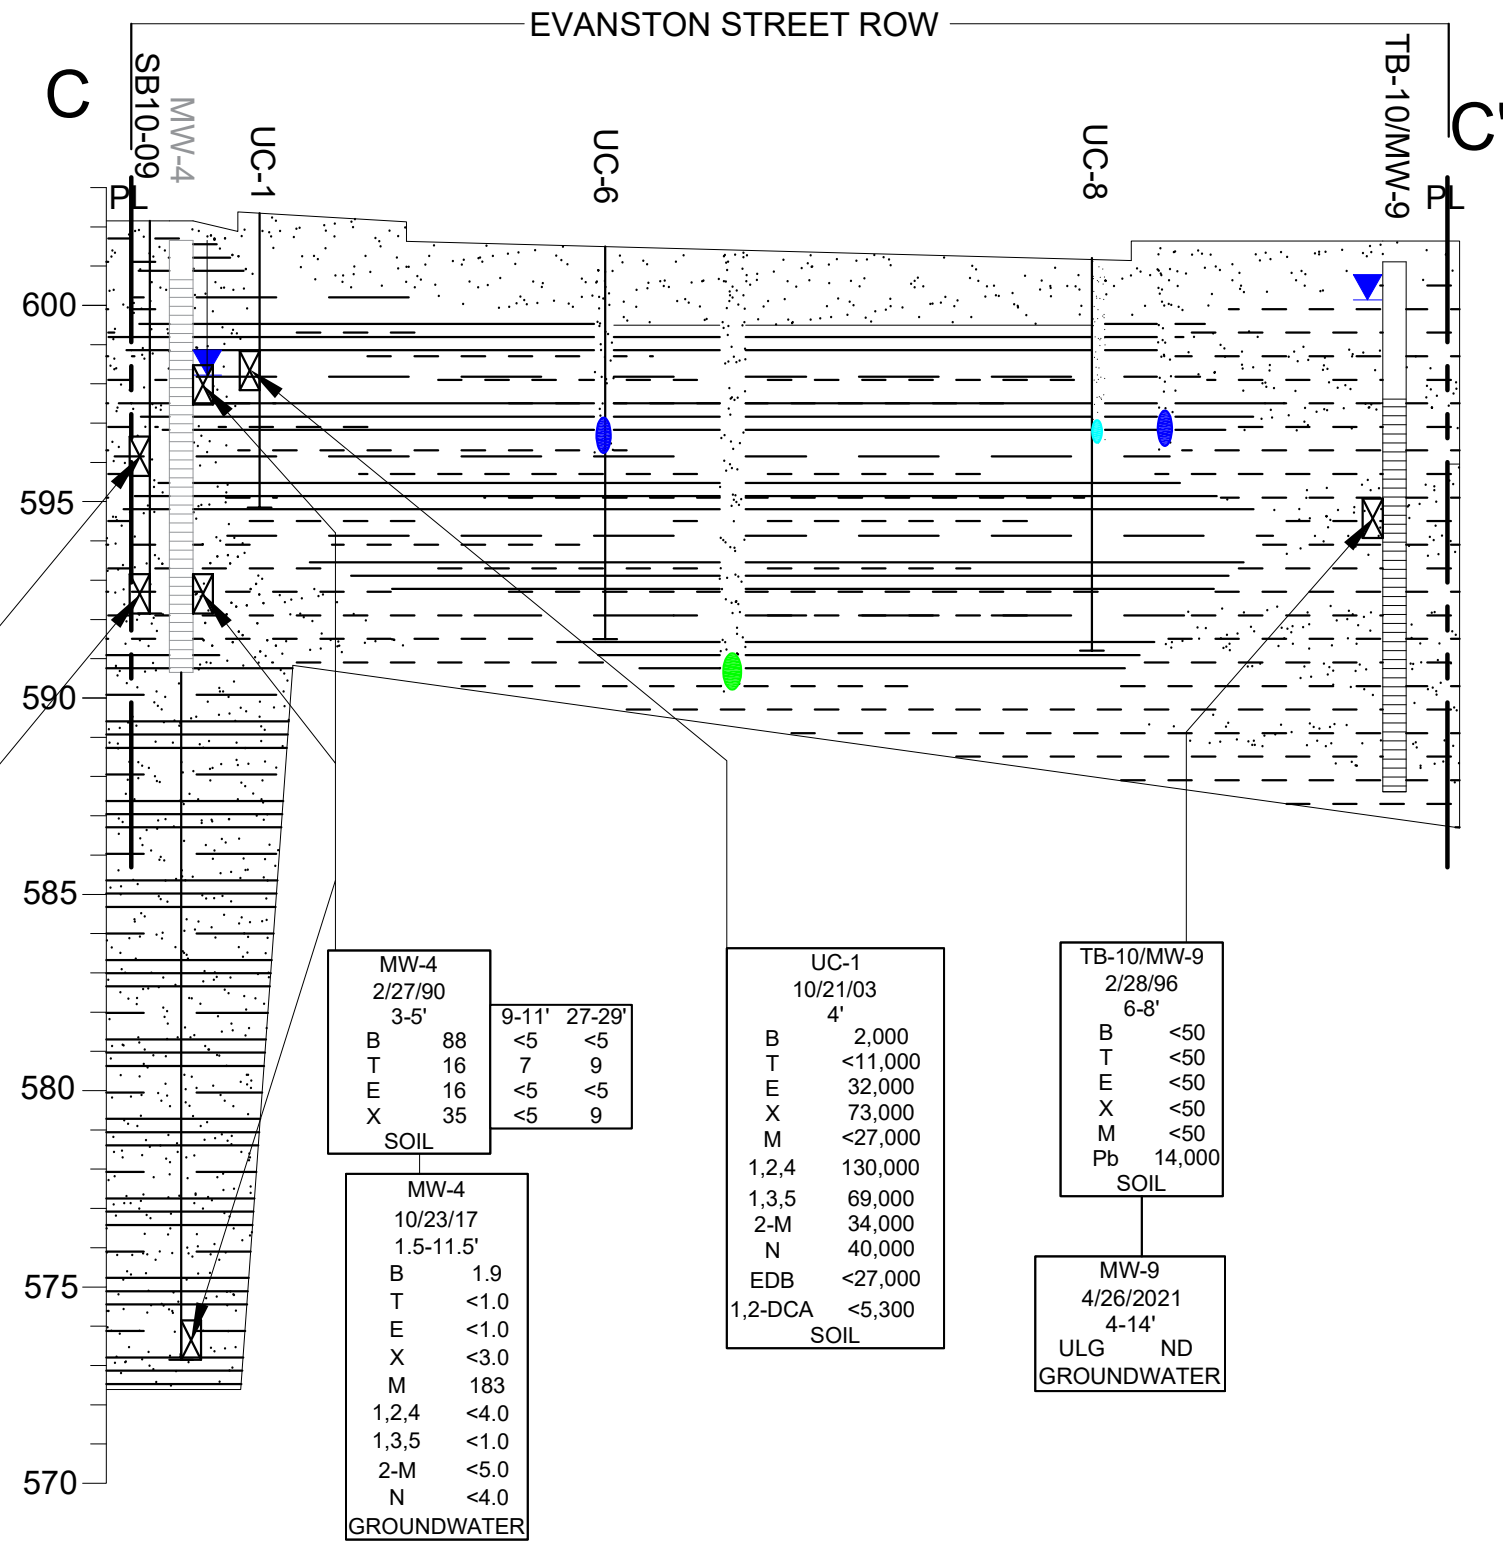 EVANSTON STREET ROW
C
C'
SB10-09
MW-4
UC-1
UC-6
UC-8
TB-10/MW-9
PL
PL
600
595
590
585
580
575
570
MW-4
2/27/90
3-5' 9-11' 27-29'
B 88 <5 <5
T 16 7 9
E 16 <5 <5
X 35 <5 9
SOIL
MW-4
10/23/17
1.5-11.5'
B 1.9
T <1.0
E <1.0
X <3.0
M 183
1,2,4 <4.0
1,3,5 <1.0
2-M <5.0
N <4.0
GROUNDWATER
UC-1
10/21/03
4'
B 2,000
T <11,000
E 32,000
X 73,000
M <27,000
1,2,4 130,000
1,3,5 69,000
2-M 34,000
N 40,000
EDB <27,000
1,2-DCA <5,300
SOIL
TB-10/MW-9
2/28/96
6-8'
B <50
T <50
E <50
X <50
M <50
Pb 14,000
SOIL
MW-9
4/26/2021
4-14'
ULG ND
GROUNDWATER